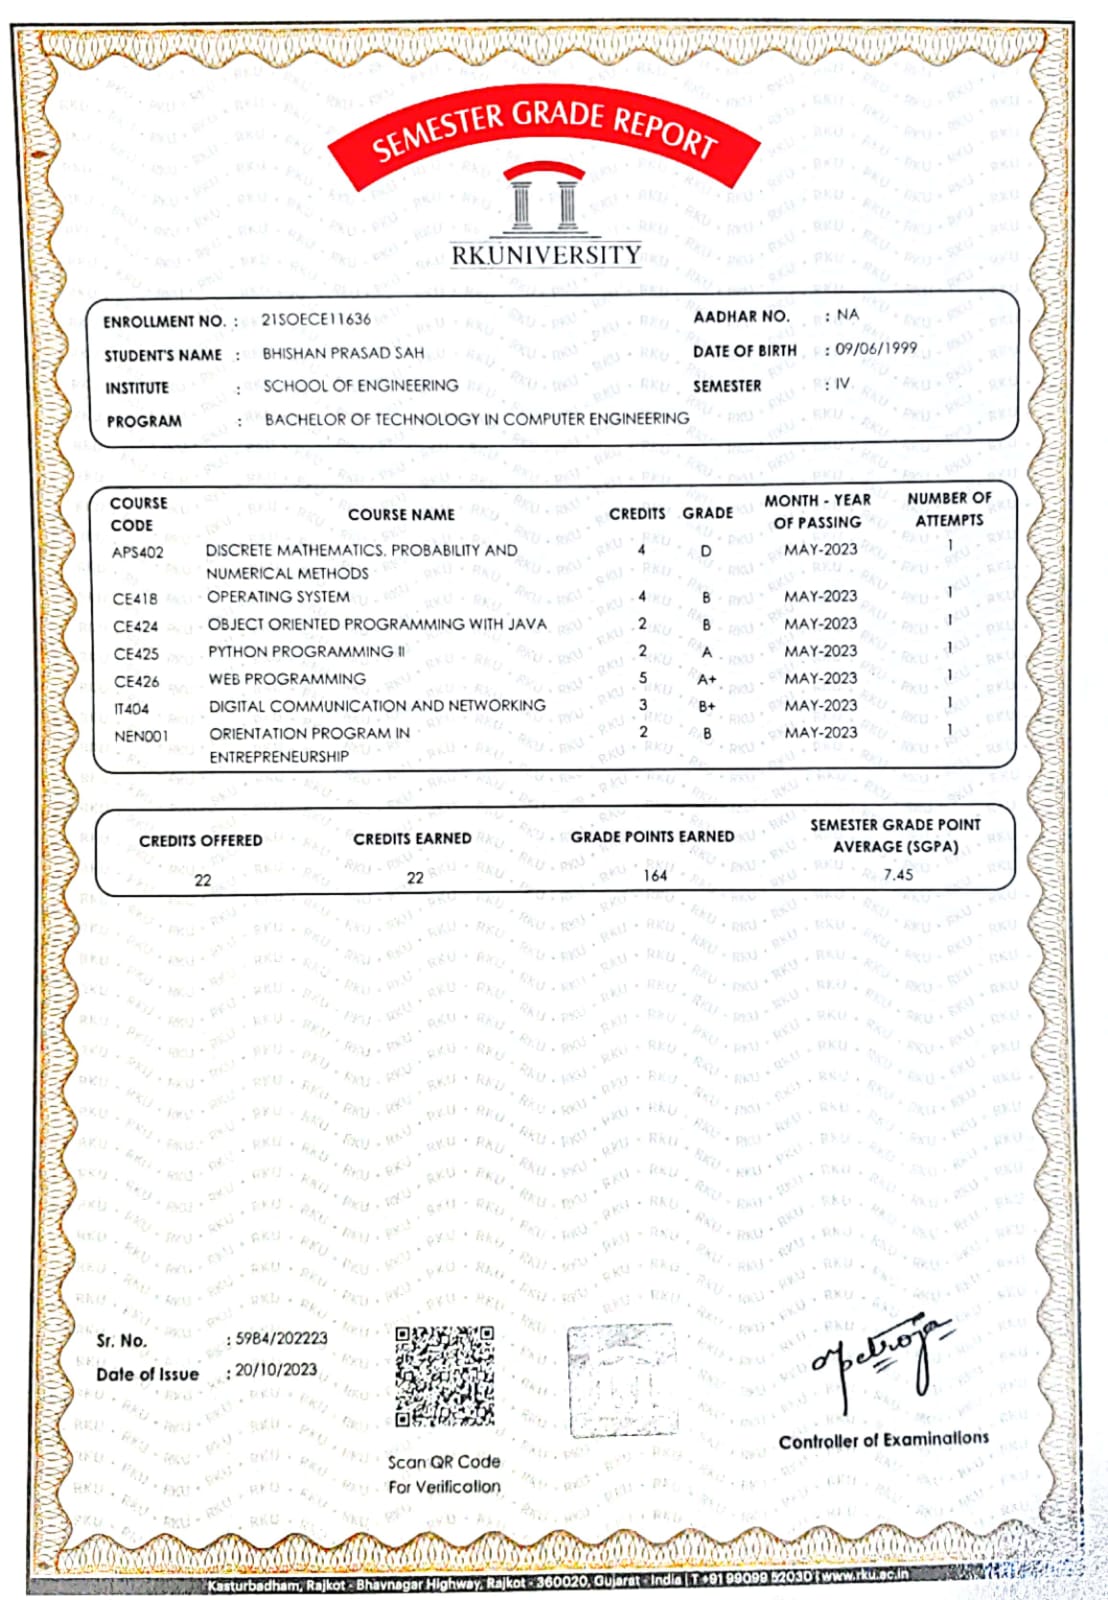 SEMESTER GRADE REPORT
RKUNIVERSITY
ENROLLMENT NO. : 21SOECE11636 AADHAR NO. : NA
STUDENT'S NAME : BHISHAN PRASAD SAH DATE OF BIRTH : 09/06/1999
INSTITUTE : SCHOOL OF ENGINEERING SEMESTER : IV
PROGRAM : BACHELOR OF TECHNOLOGY IN COMPUTER ENGINEERING
COURSE CODE COURSE NAME CREDITS GRADE MONTH - YEAR OF PASSING NUMBER OF ATTEMPTS
APS402 DISCRETE MATHEMATICS, PROBABILITY AND 4 D MAY-2023 1
NUMERICAL METHODS
CE418 OPERATING SYSTEM 4 B MAY-2023 1
CE424 OBJECT ORIENTED PROGRAMMING WITH JAVA 2 B MAY-2023 1
CE425 PYTHON PROGRAMMING II 2 A MAY-2023 1
CE426 WEB PROGRAMMING 5 A+ MAY-2023 1
IT404 DIGITAL COMMUNICATION AND NETWORKING 3 B+ MAY-2023 1
NEN001 ORIENTATION PROGRAM IN 2 B MAY-2023 1
ENTREPRENEURSHIP
CREDITS OFFERED CREDITS EARNED GRADE POINTS EARNED SEMESTER GRADE POINT AVERAGE (SGPA)
22 22 164 7.45
Sr. No. : 5984/202223
Date of Issue : 20/10/2023
Scan QR Code
For Verification
Controller of Examinations
Kasturbadham, Rajkot - Bhavnagar Highway, Rajkot - 360020, Gujarat - India | T +91 99099 52030 | www.rku.ac.in